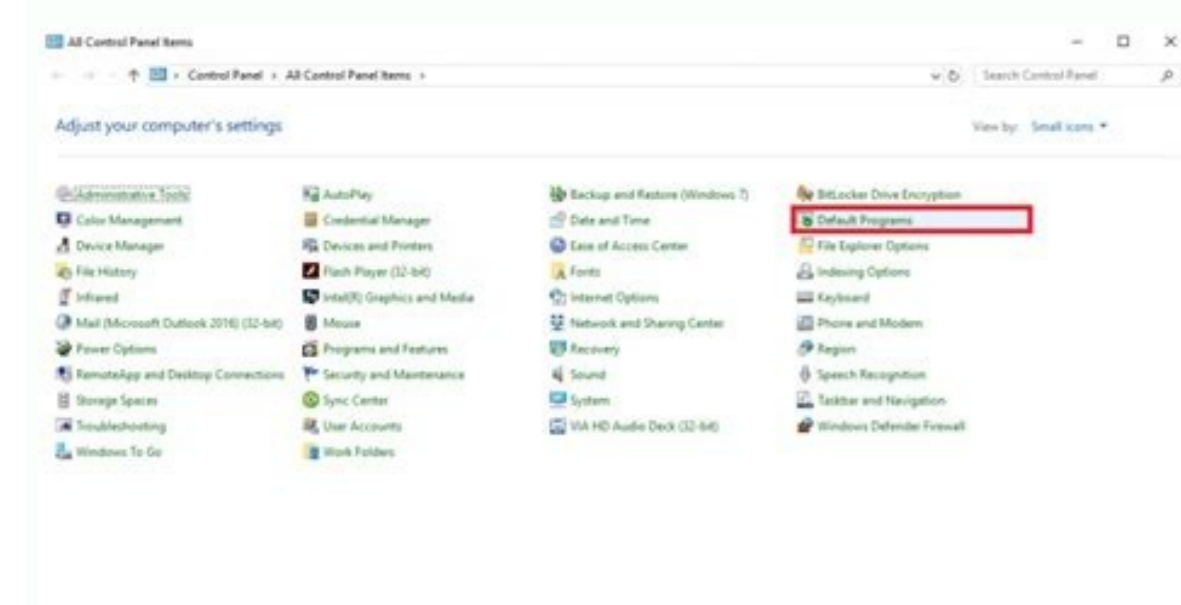 All Control Panel Items
Control Panel › All Control Panel Items ›
Search Control Panel
Adjust your computer's settings
View by: Small icons
Administrative Tools
AutoPlay
Backup and Restore (Windows 7)
BitLocker Drive Encryption
Color Management
Credential Manager
Date and Time
Default Programs
Device Manager
Devices and Printers
Ease of Access Center
File Explorer Options
File History
Flash Player (32-bit)
Fonts
Indexing Options
Infrared
Intel(R) Graphics and Media
Internet Options
Keyboard
Mail (Microsoft Outlook 2016) (32-bit)
Mouse
Network and Sharing Center
Phone and Modem
Power Options
Programs and Features
Recovery
Region
RemoteApp and Desktop Connections
Security and Maintenance
Sound
Speech Recognition
Storage Spaces
Sync Center
System
Taskbar and Navigation
Troubleshooting
User Accounts
VIA HD Audio Deck (32-bit)
Windows Defender Firewall
Windows To Go
Work Folders